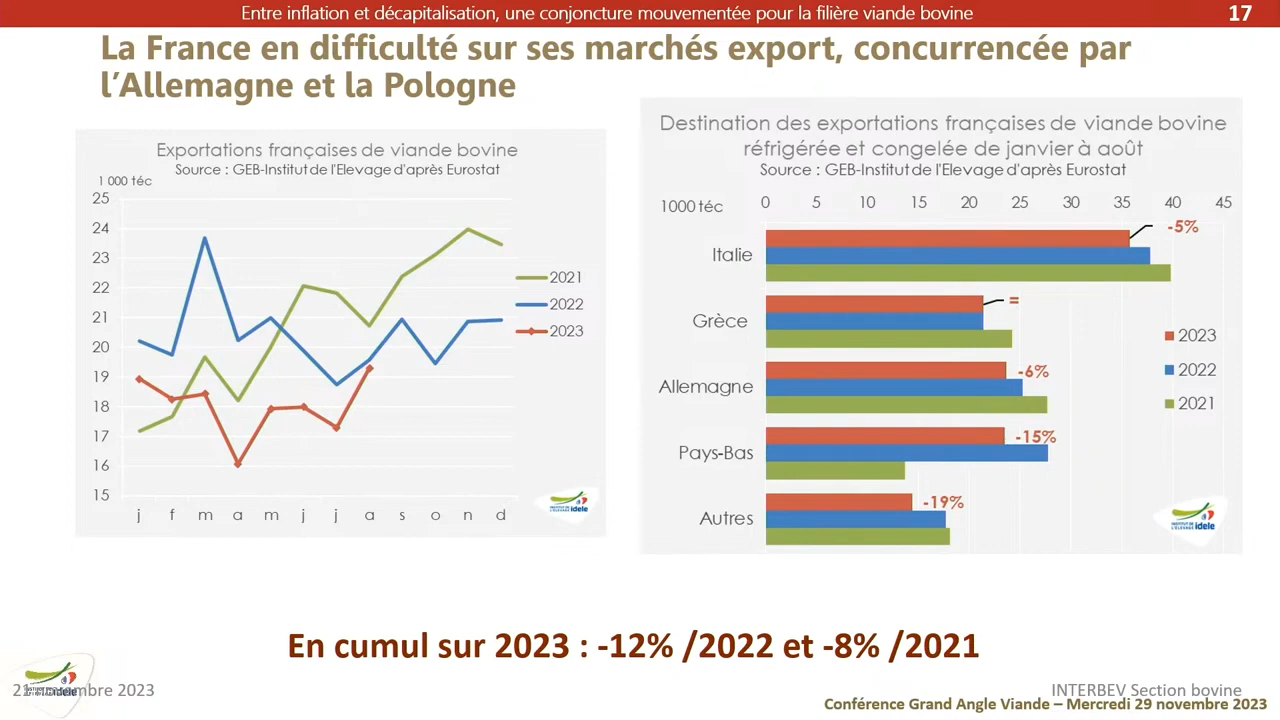 Entre inflation et décapitalisation, une conjoncture mouvementée pour la filière viande bovine
17
La France en difficulté sur ses marchés export, concurrencée par
l’Allemagne et la Pologne
Exportations françaises de viande bovine
Source : GEB-Institut de l'Elevage d'après Eurostat
1 000 téc
25
24
23
22
21
20
19
18
17
16
15
j f m a m j j a s o n d
2021
2022
2023
idele
Destination des exportations françaises de viande bovine
réfrigérée et congelée de janvier à août
Source : GEB-Institut de l'Elevage d'après Eurostat
1000 téc
0 5 10 15 20 25 30 35 40 45
Italie
-5%
Grèce
=
Allemagne
-6%
Pays-Bas
-15%
Autres
-19%
2023
2022
2021
INSTITUT DE
L'ELEVAGE idele
En cumul sur 2023 : -12% /2022 et -8% /2021
novembre 2023
INTERBEV Section bovine
Conférence Grand Angle Viande – Mercredi 29 novembre 2023